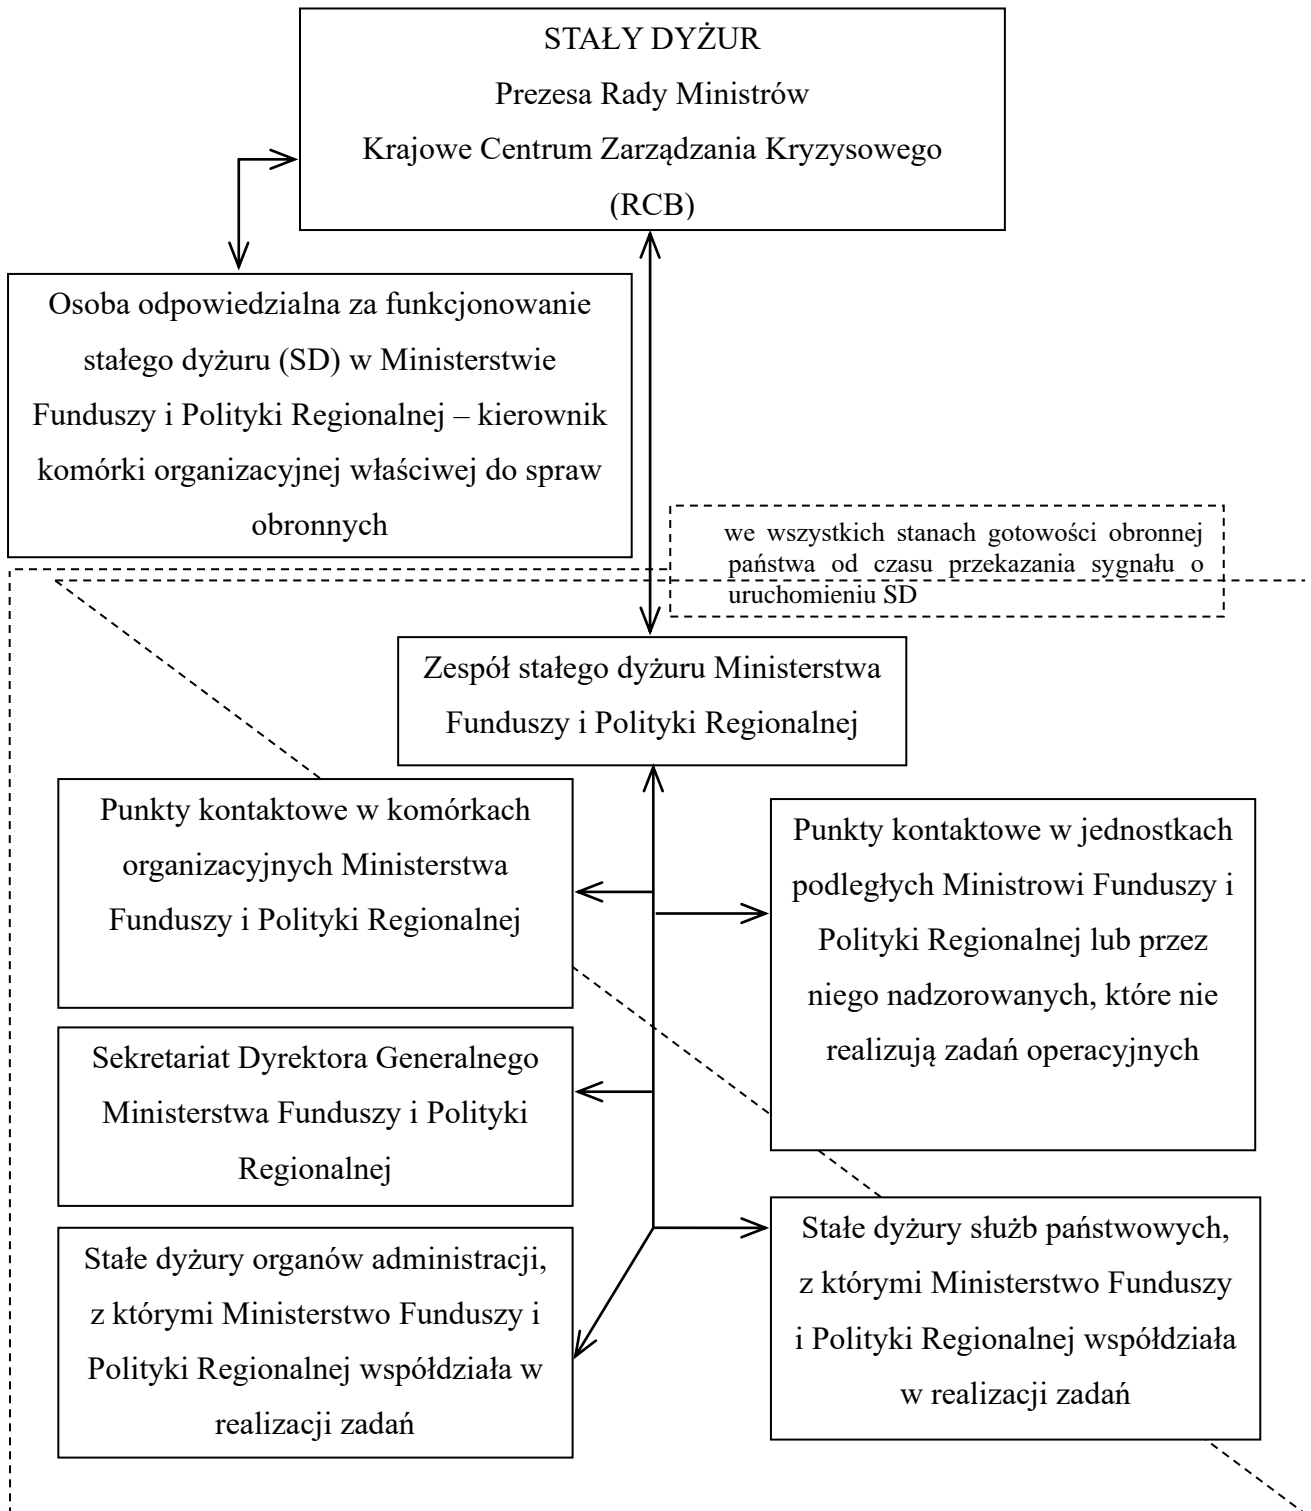 STAŁY DYŻUR
Prezesa Rady Ministrów
Krajowe Centrum Zarządzania Kryzysowego
(RCB)
Osoba odpowiedzialna za funkcjonowanie
stałego dyżuru (SD) w Ministerstwie
Funduszy i Polityki Regionalnej – kierownik
komórki organizacyjnej właściwej do spraw
obronnych
we wszystkich stanach gotowości obronnej
państwa od czasu przekazania sygnału o
uruchomieniu SD
Zespół stałego dyżuru Ministerstwa
Funduszy i Polityki Regionalnej
Punkty kontaktowe w komórkach
organizacyjnych Ministerstwa
Funduszy i Polityki Regionalnej
Punkty kontaktowe w jednostkach
podległych Ministrowi Funduszy i
Polityki Regionalnej lub przez
niego nadzorowanych, które nie
realizują zadań operacyjnych
Sekretariat Dyrektora Generalnego
Ministerstwa Funduszy i Polityki
Regionalnej
Stałe dyżury organów administracji,
z którymi Ministerstwo Funduszy i
Polityki Regionalnej współdziała w
realizacji zadań
Stałe dyżury służb państwowych,
z którymi Ministerstwo Funduszy
i Polityki Regionalnej współdziała
w realizacji zadań